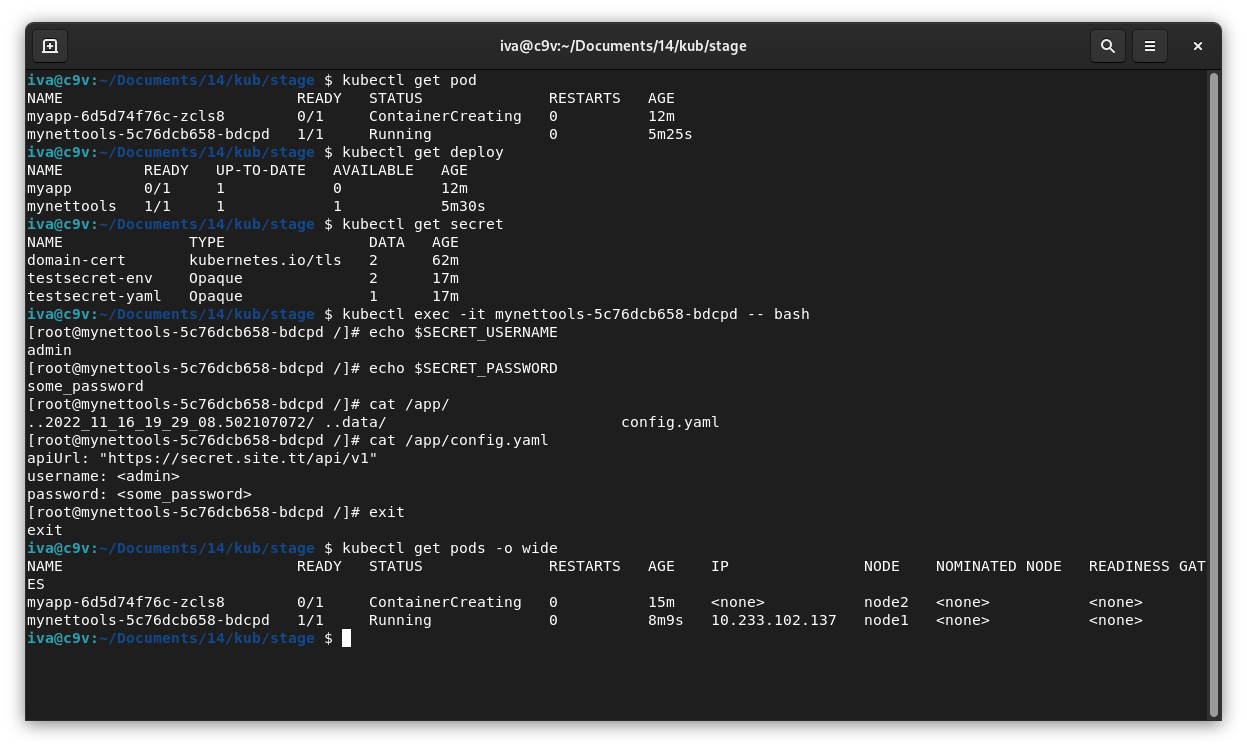 iva@c9v:~/Documents/14/kub/stage
iva@c9v:~/Documents/14/kub/stage $ kubectl get pod
NAME                          READY   STATUS              RESTARTS   AGE
myapp-6d5d74f76c-zcls8        0/1     ContainerCreating   0          12m
mynettools-5c76dcb658-bdcpd   1/1     Running             0          5m25s
iva@c9v:~/Documents/14/kub/stage $ kubectl get deploy
NAME         READY   UP-TO-DATE   AVAILABLE   AGE
myapp        0/1     1            0           12m
mynettools   1/1     1            1           5m30s
iva@c9v:~/Documents/14/kub/stage $ kubectl get secret
NAME              TYPE                DATA   AGE
domain-cert       kubernetes.io/tls   2      62m
testsecret-env    Opaque              2      17m
testsecret-yaml   Opaque              1      17m
iva@c9v:~/Documents/14/kub/stage $ kubectl exec -it mynettools-5c76dcb658-bdcpd -- bash
[root@mynettools-5c76dcb658-bdcpd /]# echo $SECRET_USERNAME
admin
[root@mynettools-5c76dcb658-bdcpd /]# echo $SECRET_PASSWORD
some_password
[root@mynettools-5c76dcb658-bdcpd /]# cat /app/
..2022_11_16_19_29_08.502107072/ ..data/                          config.yaml
[root@mynettools-5c76dcb658-bdcpd /]# cat /app/config.yaml
apiUrl: "https://secret.site.tt/api/v1"
username: <admin>
password: <some_password>
[root@mynettools-5c76dcb658-bdcpd /]# exit
exit
iva@c9v:~/Documents/14/kub/stage $ kubectl get pods -o wide
NAME                          READY   STATUS              RESTARTS   AGE    IP               NODE    NOMINATED NODE   READINESS GAT
ES
myapp-6d5d74f76c-zcls8        0/1     ContainerCreating   0          15m    <none>           node2   <none>           <none>
mynettools-5c76dcb658-bdcpd   1/1     Running             0          8m9s   10.233.102.137   node1   <none>           <none>
iva@c9v:~/Documents/14/kub/stage $